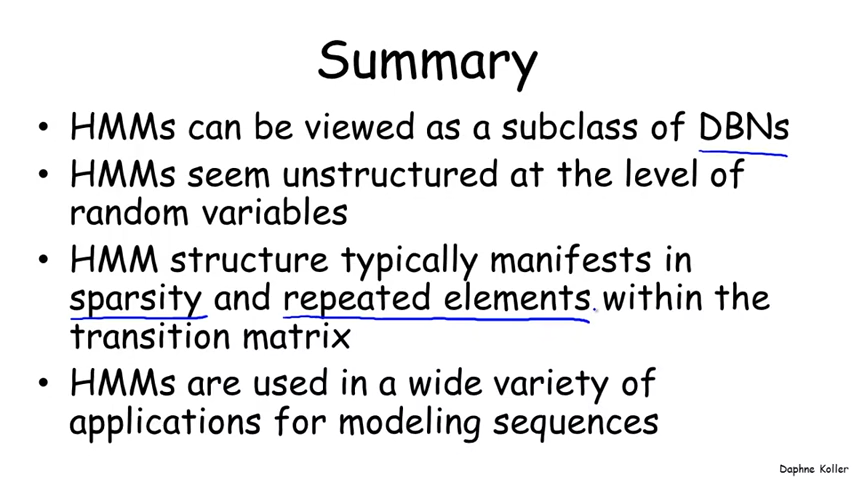 Summary
• HMMs can be viewed as a subclass of DBNs
• HMMs seem unstructured at the level of
random variables
• HMM structure typically manifests in
sparsity and repeated elements within the
transition matrix
• HMMs are used in a wide variety of
applications for modeling sequences
Daphne Koller